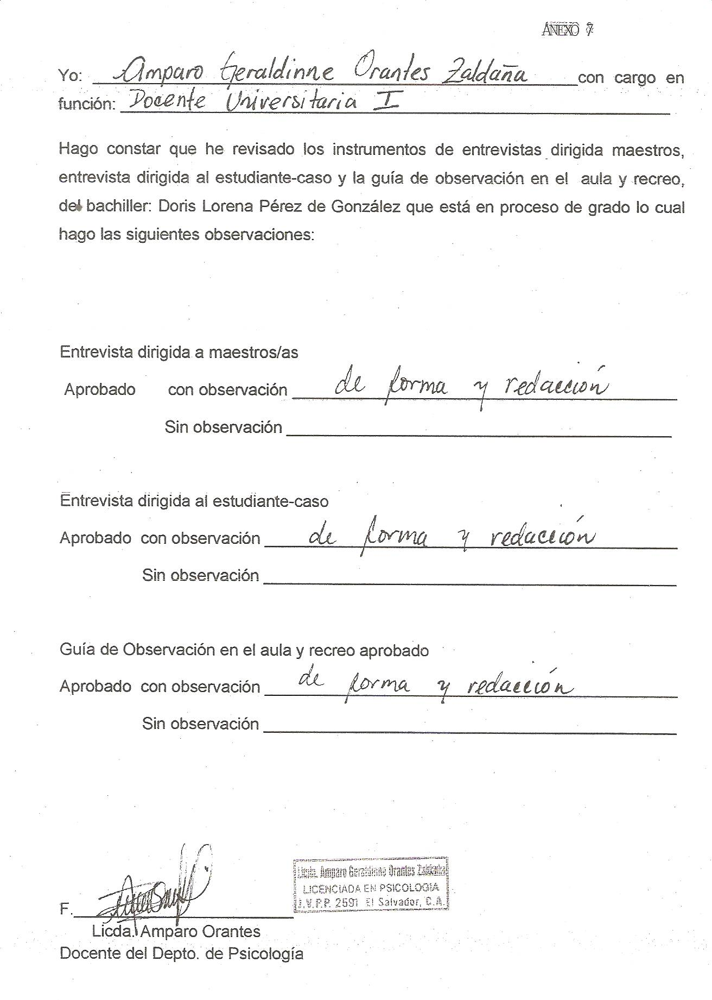 ANEXO 7
Yo: Amparo Geraldinne Orantes Zaldaña con cargo en
función: Docente Universitaria I
Hago constar que he revisado los instrumentos de entrevistas dirigida maestros,
entrevista dirigida al estudiante-caso y la guía de observación en el aula y recreo,
del bachiller: Doris Lorena Pérez de González que está en proceso de grado lo cual
hago las siguientes observaciones:
Entrevista dirigida a maestros/as
Aprobado con observación de forma y redacción
Sin observación
Entrevista dirigida al estudiante-caso
Aprobado con observación de forma y redacción
Sin observación
Guía de Observación en el aula y recreo aprobado
Aprobado con observación de forma y redacción
Sin observación
Licda. Amparo Geraldinne Orantes Zaldaña
LICENCIADA EN PSICOLOGIA
J.V.P.P. 2591 El Salvador, C.A.
F.
Licda. Amparo Orantes
Docente del Depto. de Psicología